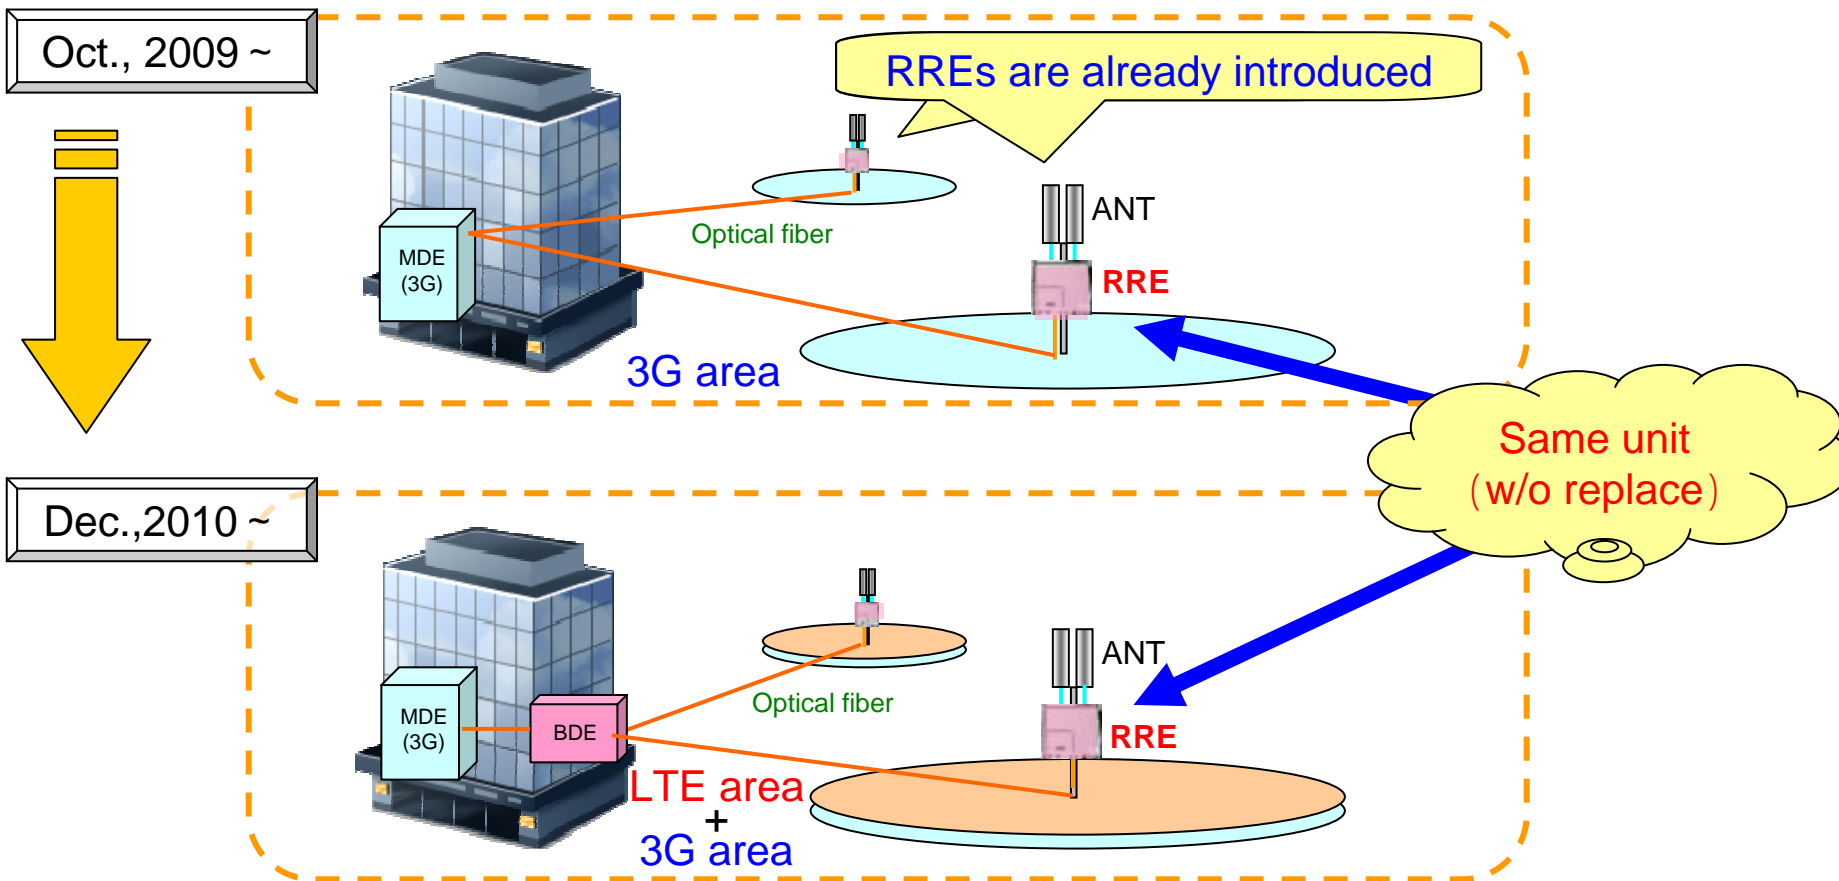 Oct., 2009 ~
RREs are already introduced
ANT
Optical fiber
MDE
(3G)
RRE
3G area
Same unit
(w/o replace)
Dec.,2010 ~
ANT
Optical fiber
MDE
(3G)
BDE
RRE
LTE area
+
3G area